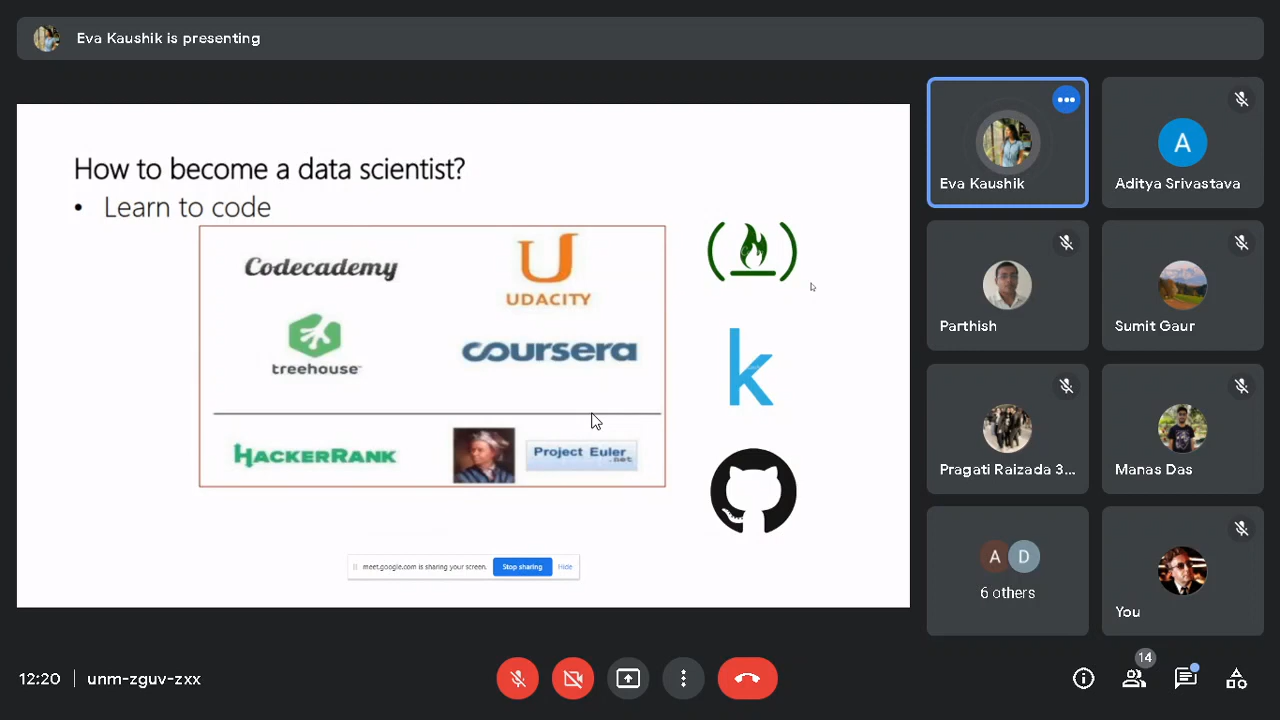 Eva Kaushik is presenting
How to become a data scientist?
• Learn to code
Codecademy
UDACITY
treehouse™
coursera
HackerRank
Project Euler
.net
k
meet.google.com is sharing your screen.
Stop sharing
Hide
Eva Kaushik
A
Aditya Srivastava
Parthish
Sumit Gaur
Pragati Raizada 3...
Manas Das
A D
6 others
You
12:20 | unm-zguv-zxx
14